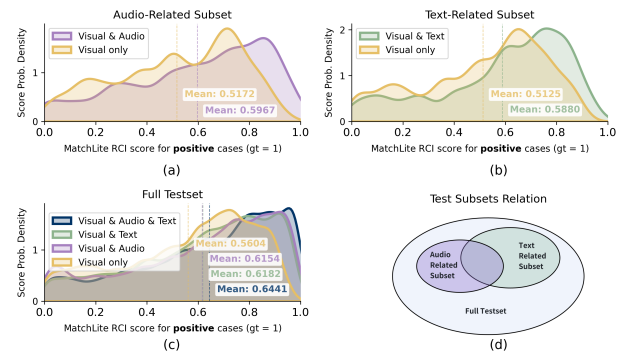 Audio-Related Subset
Score Prob. Density
1
0
Visual & Audio
Visual only
Mean: 0.5172
Mean: 0.5967
0.0 0.2 0.4 0.6 0.8 1.0
MatchLite RCI score for positive cases (gt = 1)
(a)
Text-Related Subset
Score Prob. Density
2
1
0
Visual & Text
Visual only
Mean: 0.5125
Mean: 0.5880
0.0 0.2 0.4 0.6 0.8 1.0
MatchLite RCI score for positive cases (gt = 1)
(b)
Full Testset
Score Prob. Density
1
0
Visual & Audio & Text
Visual & Text
Visual & Audio
Visual only
Mean: 0.5604
Mean: 0.6154
Mean: 0.6182
Mean: 0.6441
0.0 0.2 0.4 0.6 0.8 1.0
MatchLite RCI score for positive cases (gt = 1)
(c)
Test Subsets Relation
Audio
Related
Subset
Text
Related
Subset
Full Testset
(d)